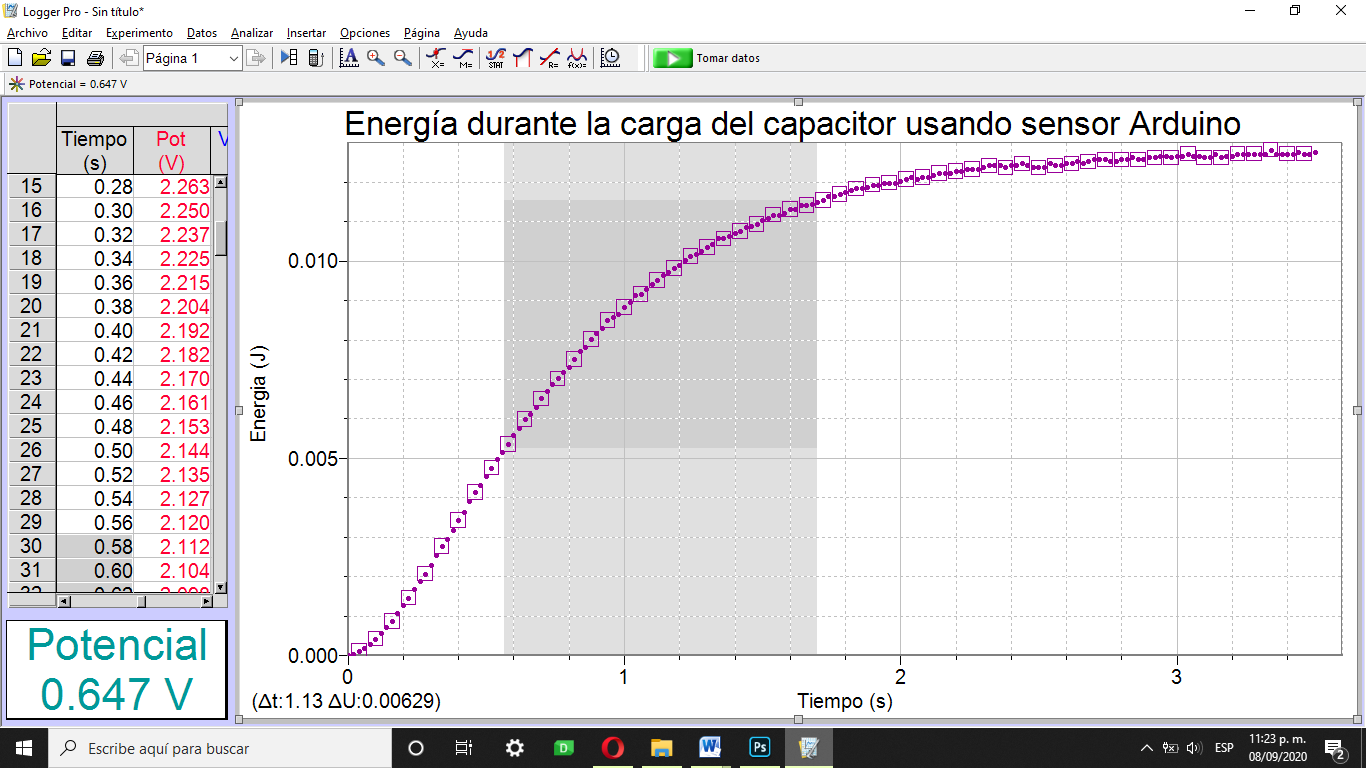 Logger Pro - Sin título*
Archivo Editar Experimento Datos Analizar Insertar Opciones Página Ayuda
Página 1 Tomar datos
Potencial = 0.647 V
Energía durante la carga del capacitor usando sensor Arduino
Tiempo Pot
(s) (V)
15 0.28 2.263
16 0.30 2.250
17 0.32 2.237
18 0.34 2.225
19 0.36 2.215
20 0.38 2.204
21 0.40 2.192
22 0.42 2.182
23 0.44 2.170
24 0.46 2.161
25 0.48 2.153
26 0.50 2.144
27 0.52 2.135
28 0.54 2.127
29 0.56 2.120
30 0.58 2.112
31 0.60 2.104
Potencial
0.647 V
Energia (J)
0.010
0.005
0.000
0 1 2 3
(Δt:1.13 ΔU:0.00629) Tiempo (s)
Escribe aquí para buscar
ESP
11:23 p. m.
08/09/2020
2